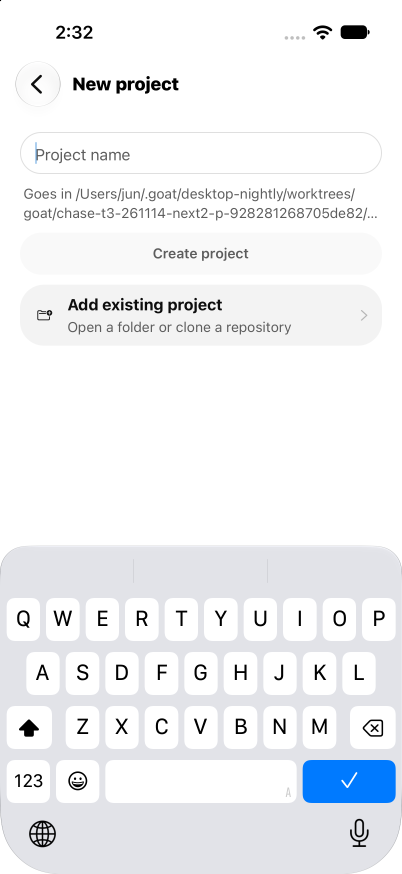 2:32
New project
Project name
Goes in /Users/jun/.goat/desktop-nightly/worktrees/
goat/chase-t3-261114-next2-p-928281268705de82/...
Create project
Add existing project
Open a folder or clone a repository
Q W E R T Y U I O P
A S D F G H J K L
Z X C V B N M
123
A